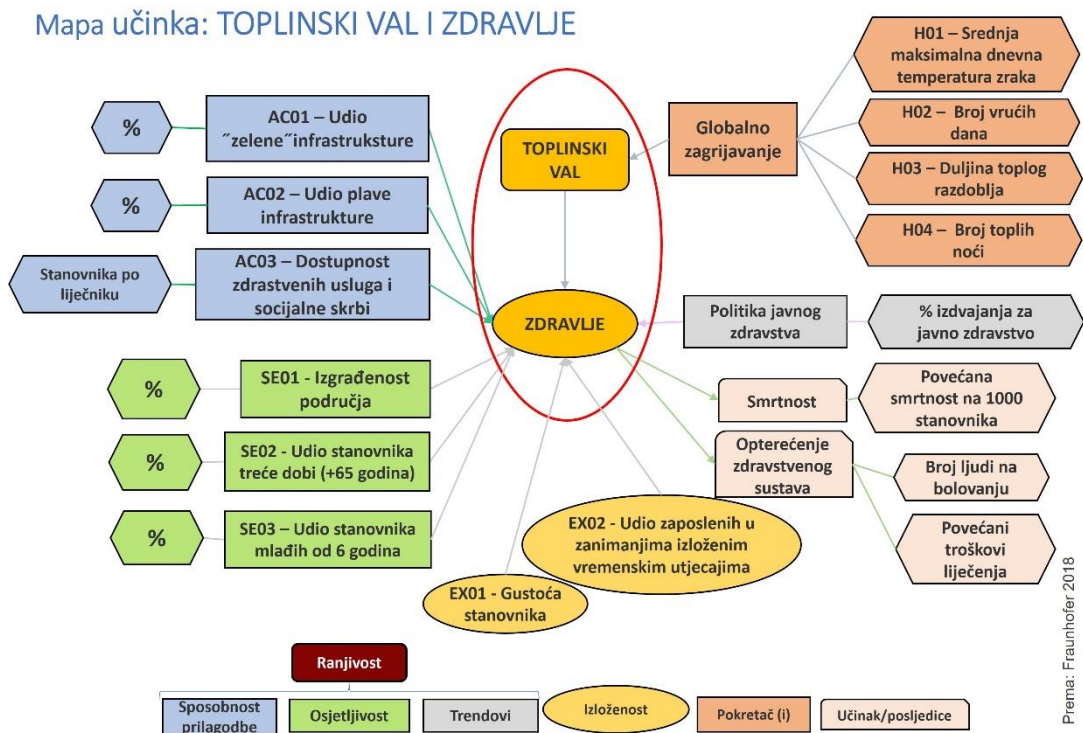 Mapa učinka: TOPLINSKI VAL I ZDRAVLJE
%
AC01 – Udio
˝zelene˝infrastruksture
%
AC02 – Udio plave
infrastrukture
Stanovnika po
liječniku
AC03 – Dostupnost
zdrastvenih usluga i
socijalne skrbi
%
SE01 - Izgrađenost
područja
%
SE02 - Udio stanovnika
treće dobi (+65 godina)
%
SE03 – Udio stanovnika
mlađih od 6 godina
TOPLINSKI
VAL
ZDRAVLJE
EX01 - Gustoća
stanovnika
EX02 - Udio zaposlenih u
zanimanjima izloženim
vremenskim utjecajima
Globalno
zagrijavanje
H01 – Srednja
maksimalna dnevna
temperatura zraka
H02 – Broj vrućih
dana
H03 – Duljina toplog
razdoblja
H04 – Broj toplih
noći
Politika javnog
zdravstva
% izdvajanja za
javno zdravstvo
Smrtnost
Povećana
smrtnost na 1000
stanovnika
Opterećenje
zdravstvenog
sustava
Broj ljudi na
bolovanju
Povećani
troškovi
liječenja
Prema: Fraunhofer 2018
Ranjivost
Sposobnost
prilagodbe
Osjetljivost
Trendovi
Izloženost
Pokretač (i)
Učinak/posljedice